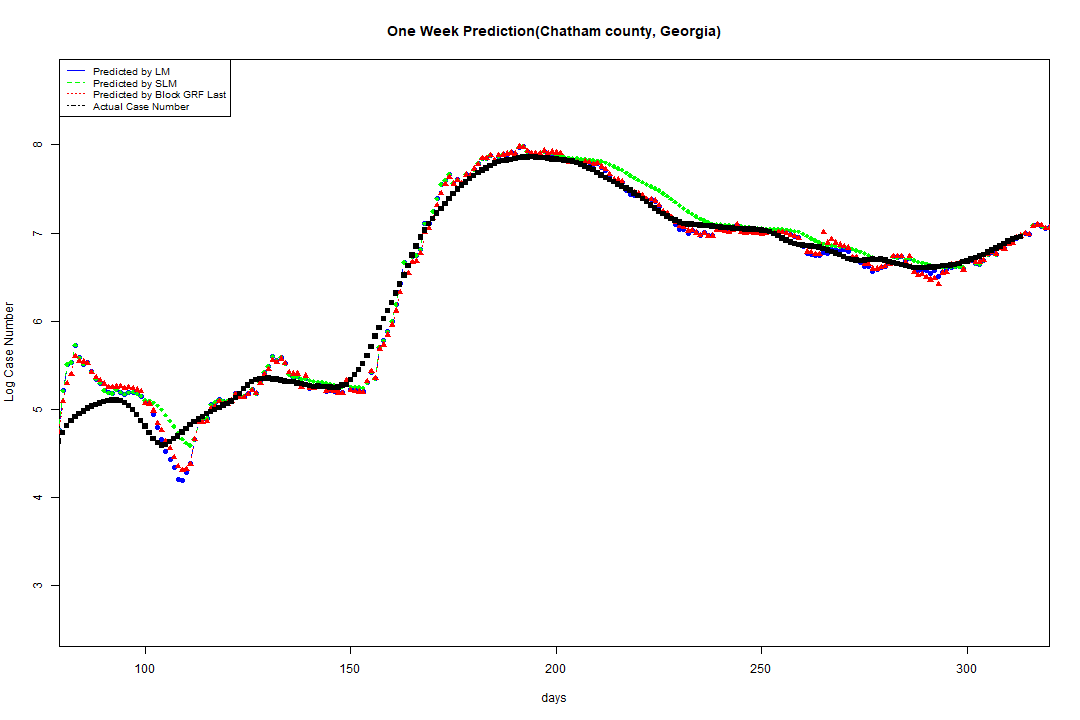 One Week Prediction(Chatham county, Georgia)
Predicted by LM
Predicted by SLM
Predicted by Block GRF Last
Actual Case Number
8
7
6
5
4
3
Log Case Number
100 150 200 250 300
days